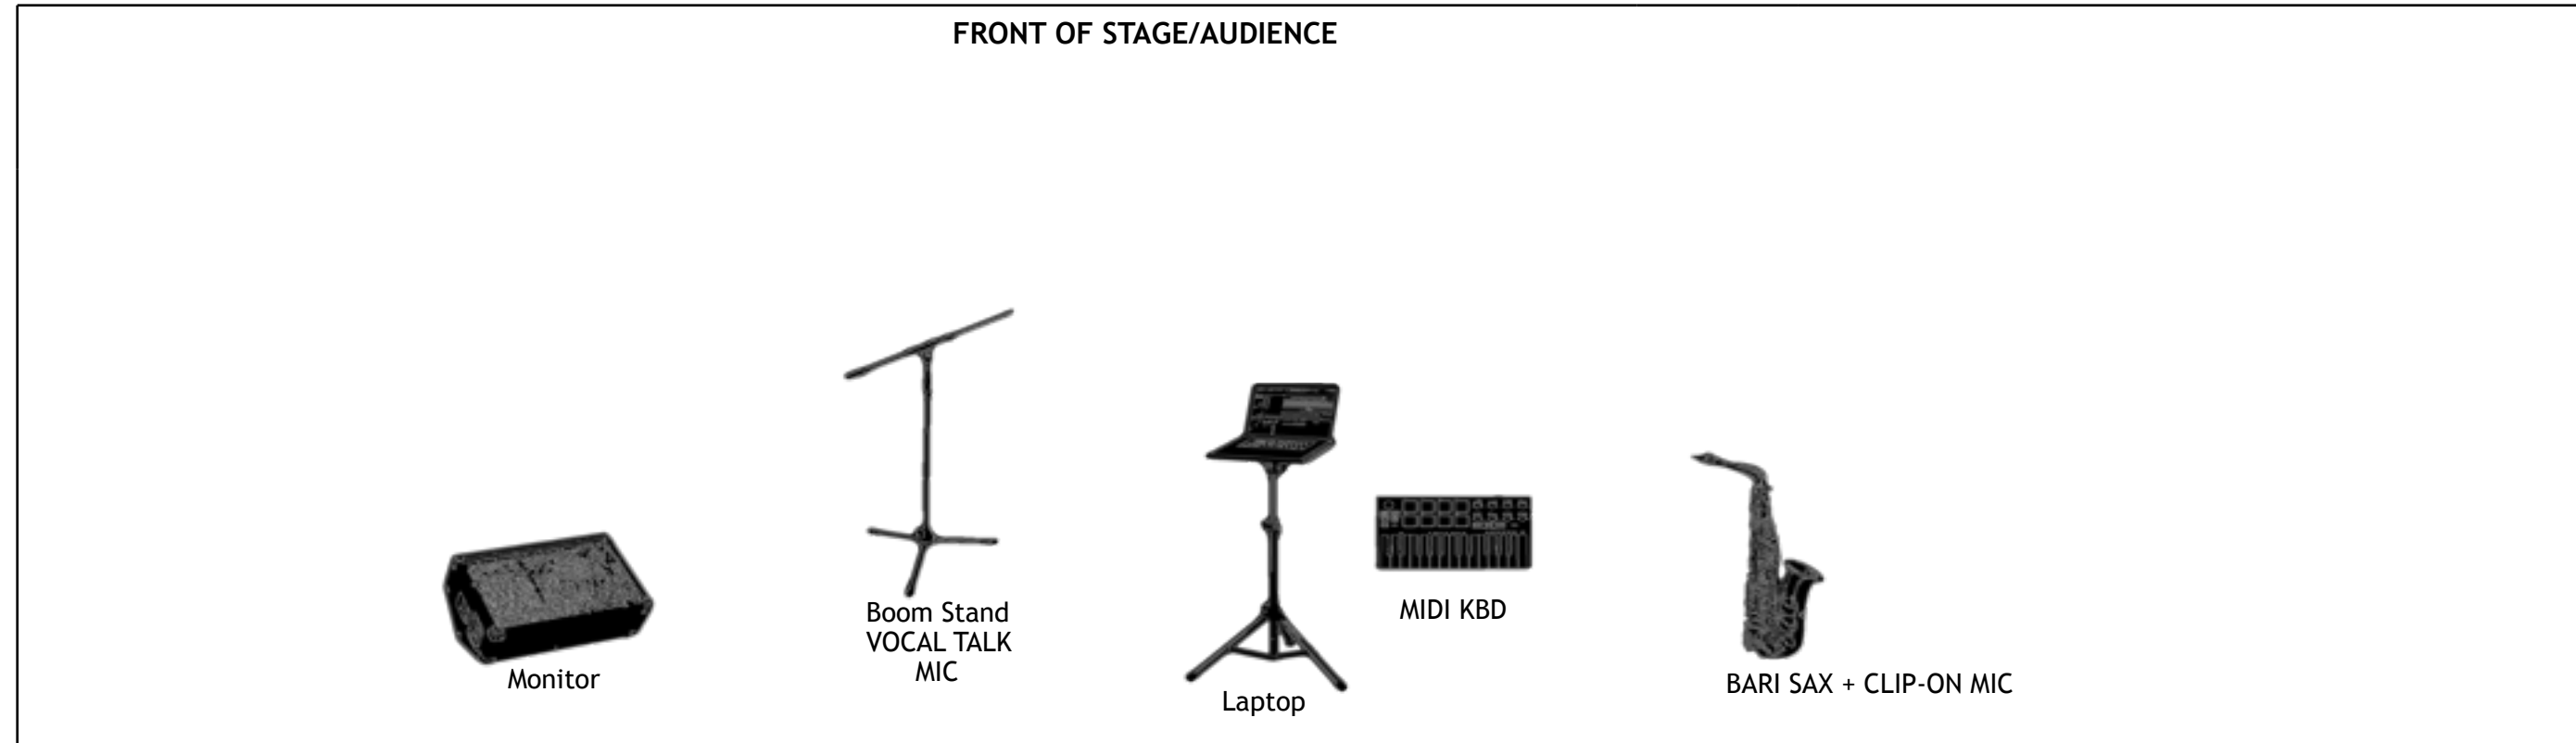 FRONT OF STAGE/AUDIENCE
Boom Stand
VOCAL TALK
MIC
MIDI KBD
Monitor
Laptop
BARI SAX + CLIP-ON MIC